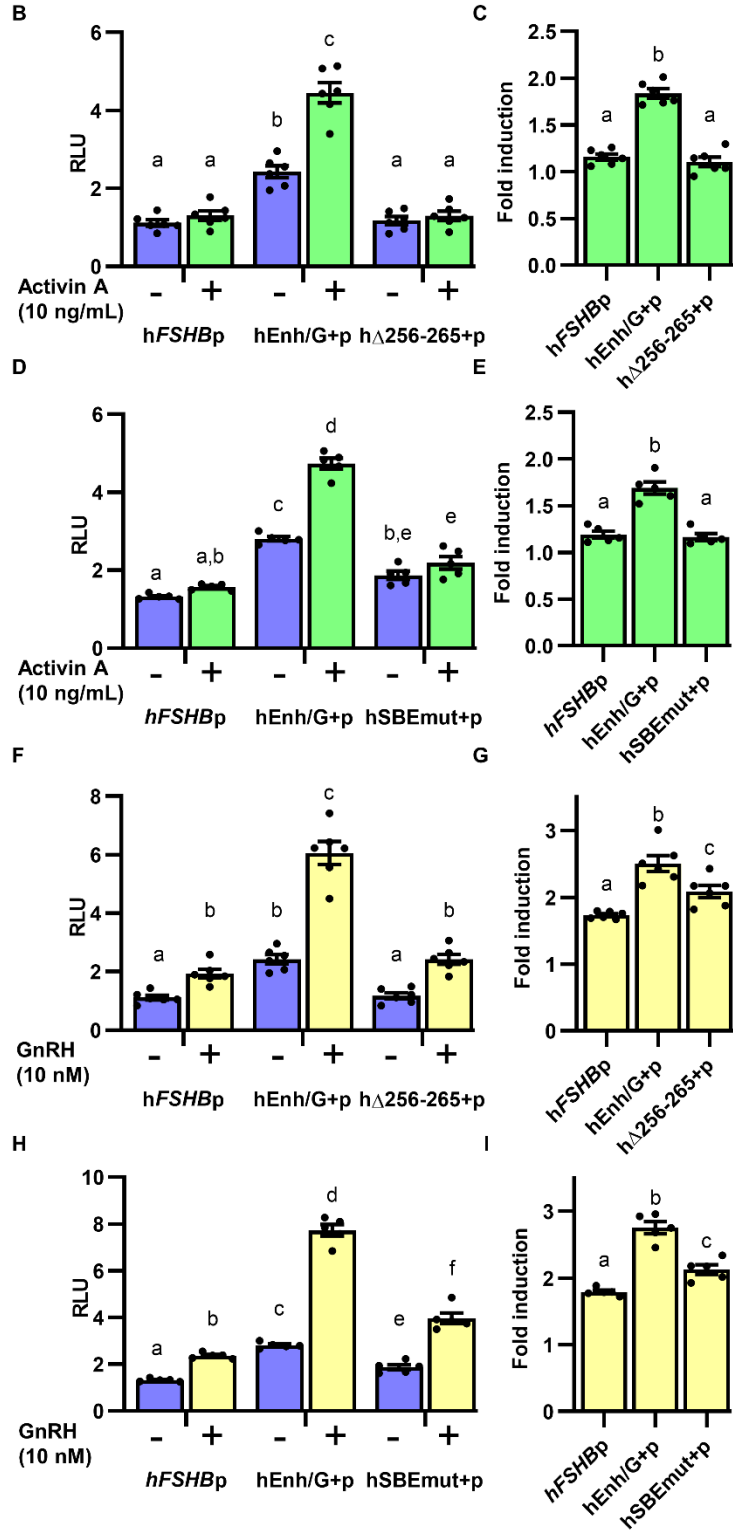 B
RLU
6
4
2
0
a
a
b
c
a
a
Activin A
(10 ng/mL)
- + - + - +
hFSHBp hEnh/G+p hΔ256-265+p
C
Fold induction
2.5
2.0
1.5
1.0
0.5
0.0
a
b
a
hFSHBp
hEnh/G+p
hΔ256-265+p
D
RLU
6
4
2
0
a
a,b
c
d
b,e
e
Activin A
(10 ng/mL)
- + - + - +
hFSHBp hEnh/G+p hSBEmut+p
E
Fold induction
2.5
2.0
1.5
1.0
0.5
0.0
a
b
a
hFSHBp
hEnh/G+p
hSBEmut+p
F
RLU
8
6
4
2
0
a
b
b
c
a
b
GnRH
(10 nM)
- + - + - +
hFSHBp hEnh/G+p hΔ256-265+p
G
Fold induction
3
2
1
0
a
b
c
hFSHBp
hEnh/G+p
hΔ256-265+p
H
RLU
10
8
6
4
2
0
a
b
c
d
e
f
GnRH
(10 nM)
- + - + - +
hFSHBp hEnh/G+p hSBEmut+p
I
Fold induction
3
2
1
0
a
b
c
hFSHBp
hEnh/G+p
hSBEmut+p